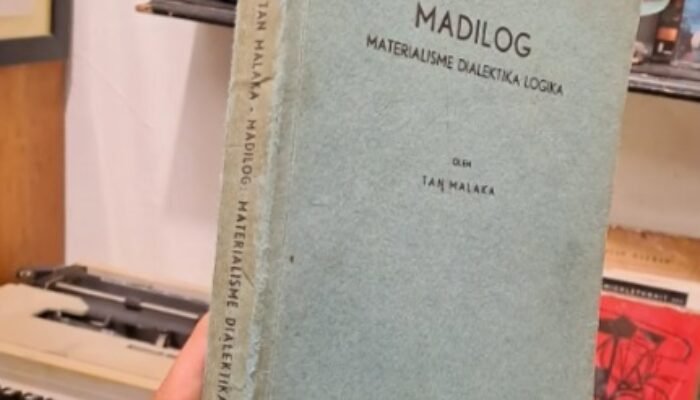 MADILOG
MATERIALISME DIALEKTIKA LOGIKA
OLEH
TAN MALAKA
TAN MALAKA - MADILOG: MATERIALISME DIALEKTIKA